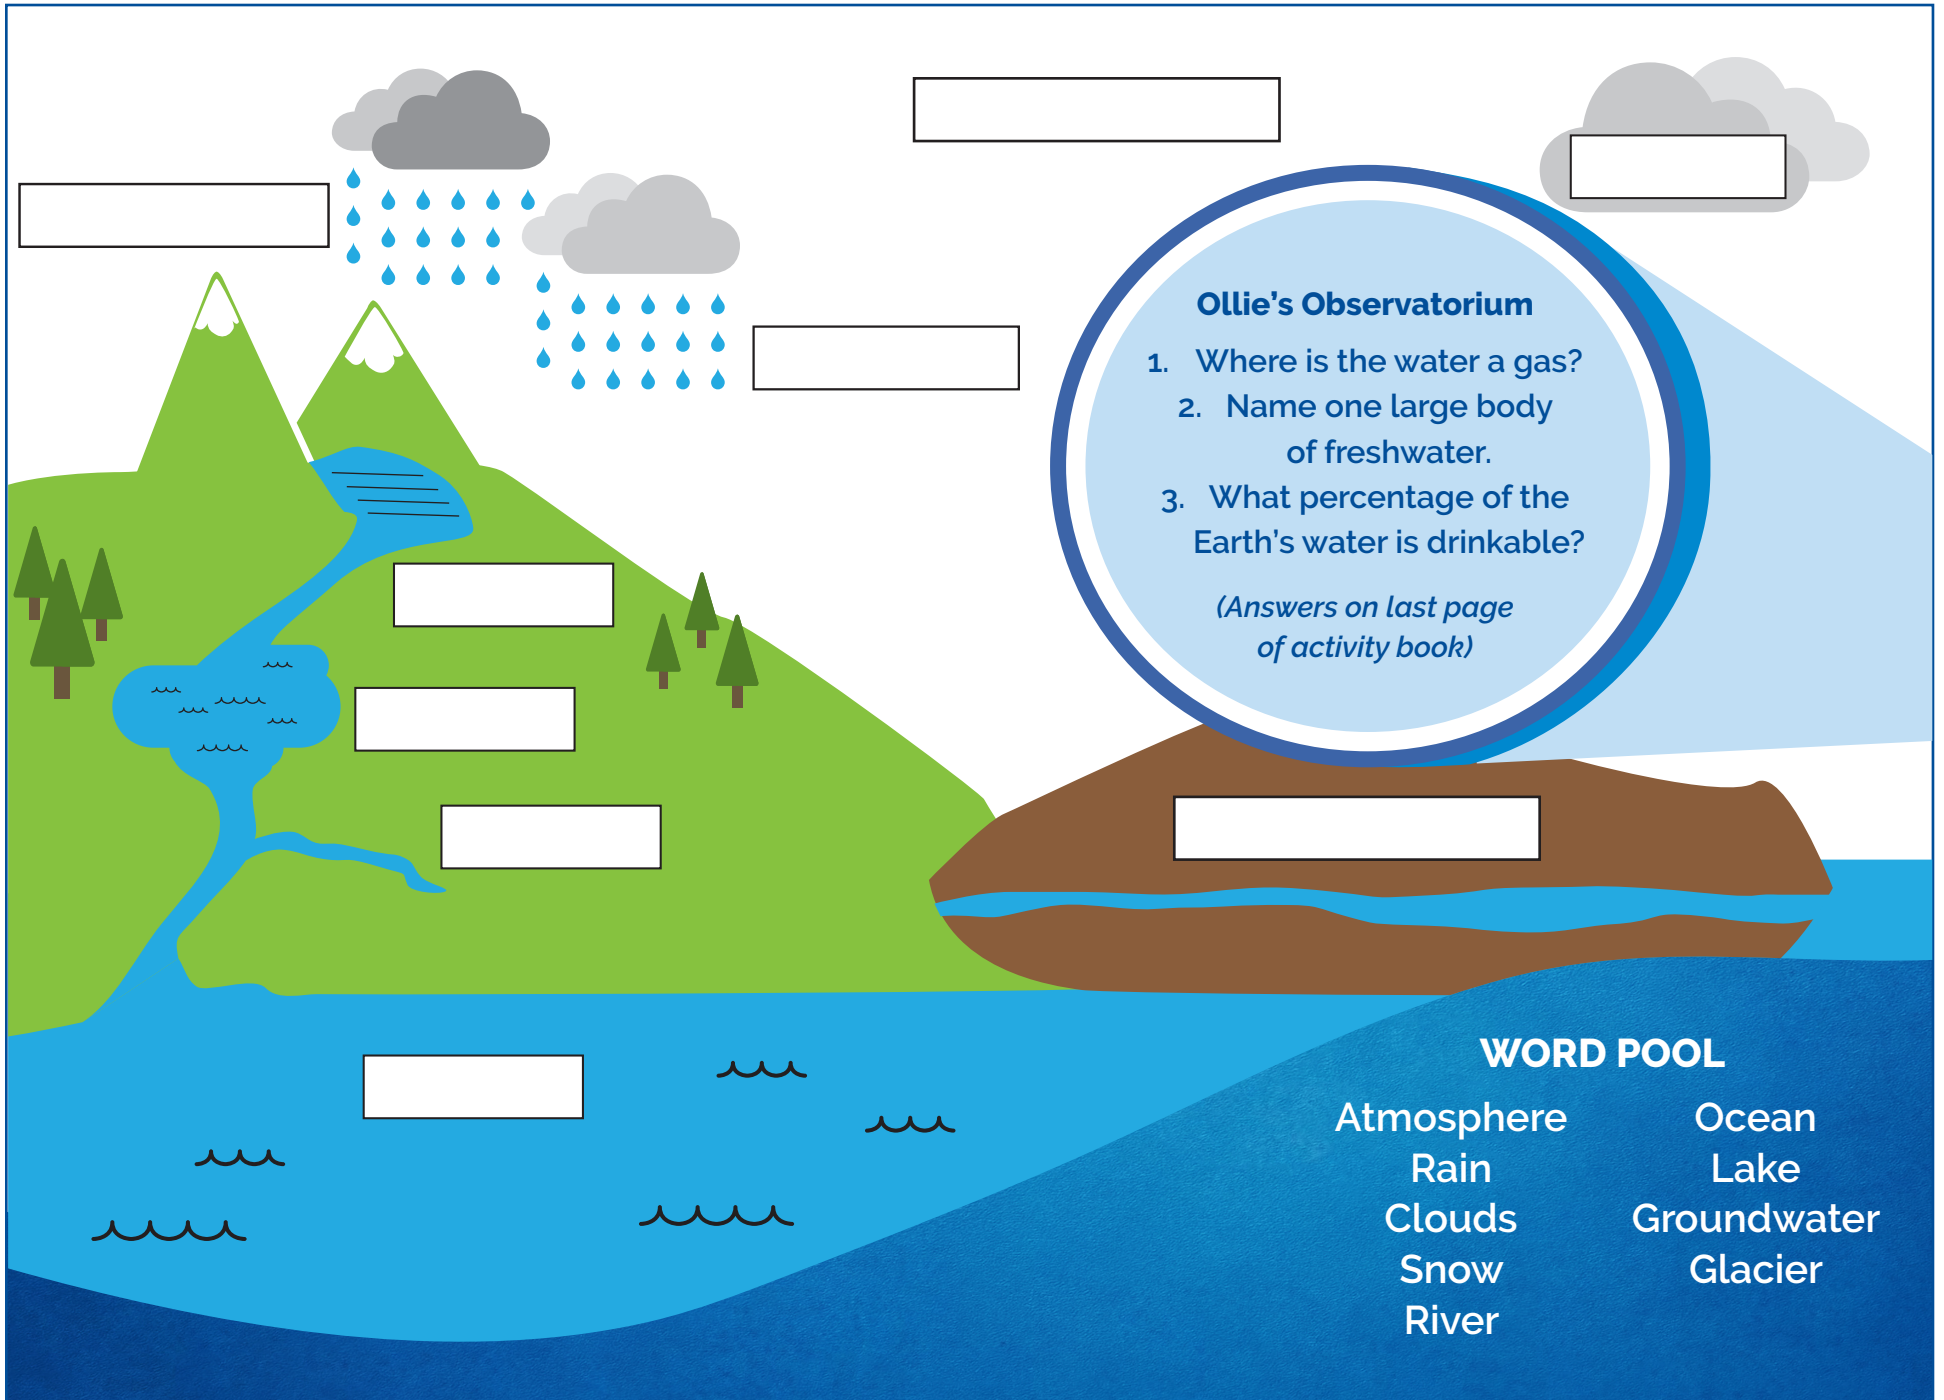 Ollie’s Observatorium
1. Where is the water a gas?
2. Name one large body
of freshwater.
3. What percentage of the
Earth’s water is drinkable?
(Answers on last page
of activity book)
WORD POOL
Atmosphere
Rain
Clouds
Snow
River
Ocean
Lake
Groundwater
Glacier